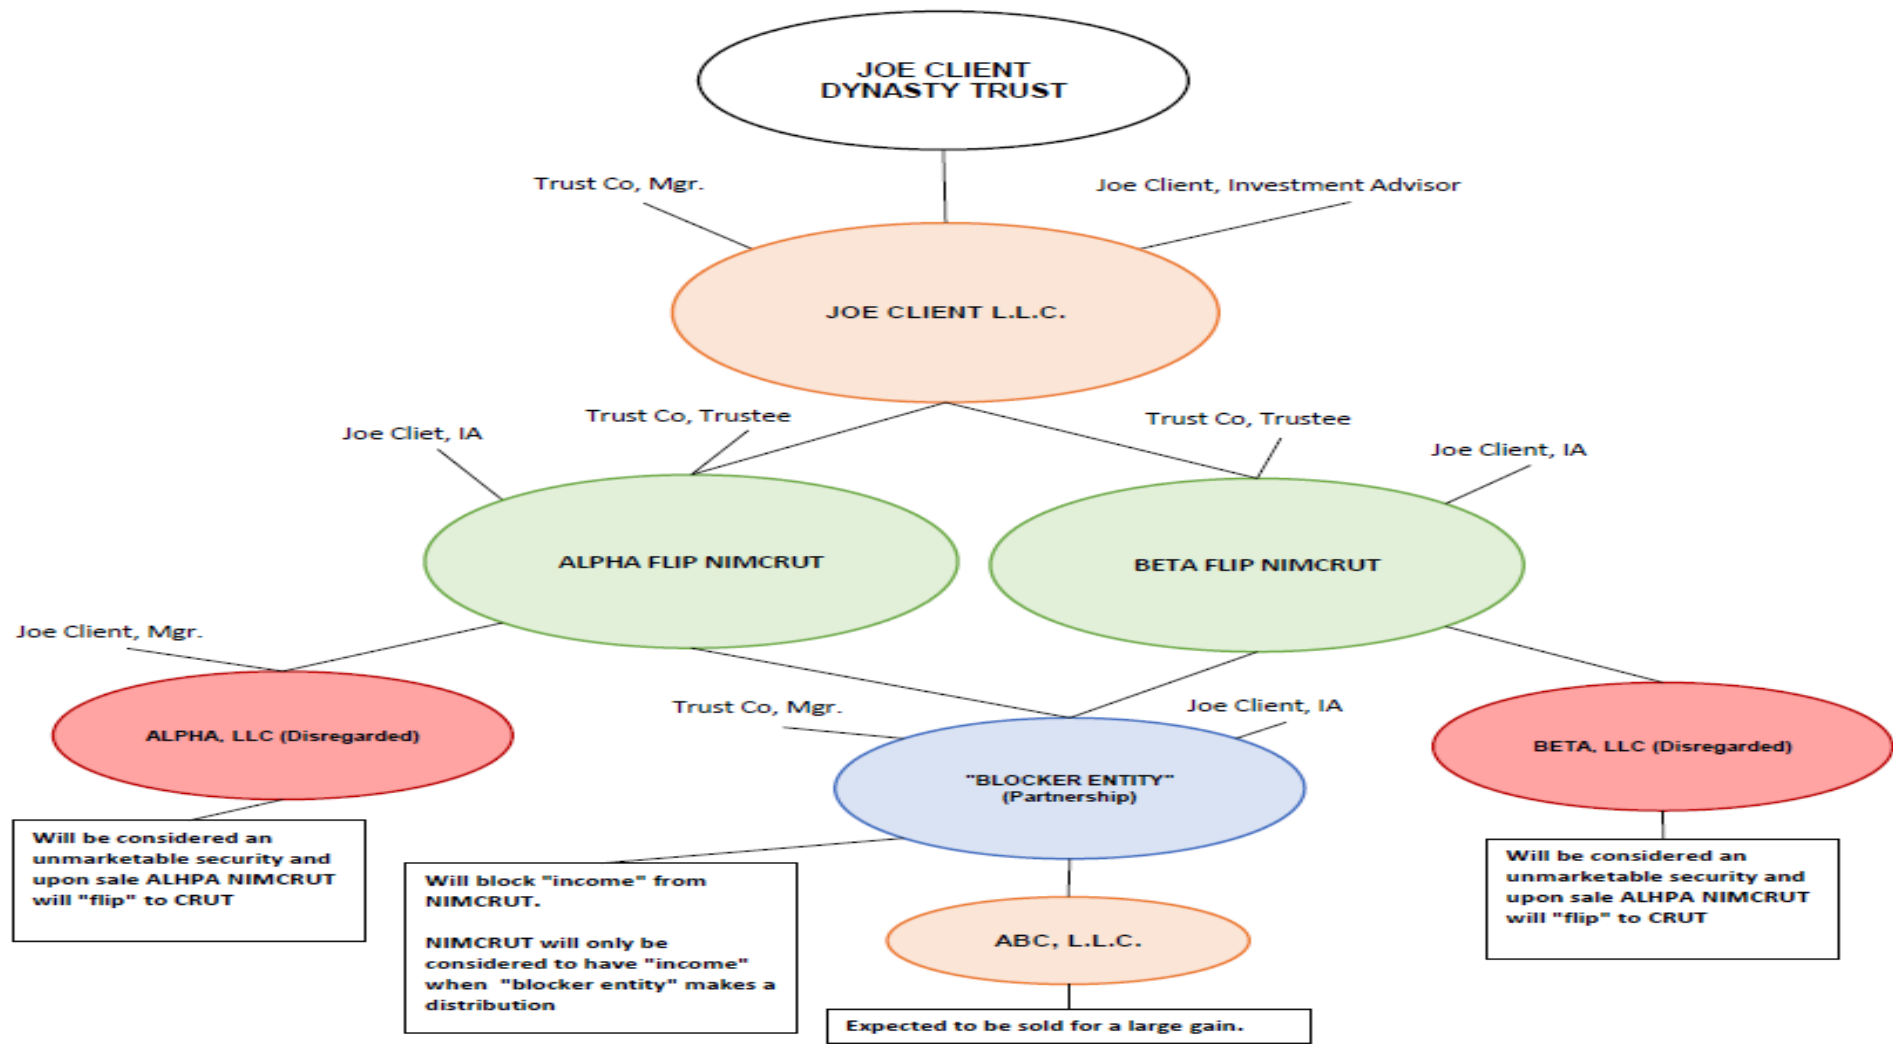 JOE CLIENT
DYNASTY TRUST
Trust Co, Mgr.
Joe Client, Investment Advisor
JOE CLIENT L.L.C.
Joe Cliet, IA
Trust Co, Trustee
Trust Co, Trustee
Joe Client, IA
ALPHA FLIP NIMCRUT
BETA FLIP NIMCRUT
Joe Client, Mgr.
Trust Co, Mgr.
Joe Client, IA
ALPHA, LLC (Disregarded)
"BLOCKER ENTITY"
(Partnership)
BETA, LLC (Disregarded)
Will be considered an
unmarketable security and
upon sale ALHPA NIMCRUT
will "flip" to CRUT
Will block "income" from
NIMCRUT.
NIMCRUT will only be
considered to have "income"
when "blocker entity" makes a
distribution
ABC, L.L.C.
Expected to be sold for a large gain.
Will be considered an
unmarketable security and
upon sale ALHPA NIMCRUT
will "flip" to CRUT